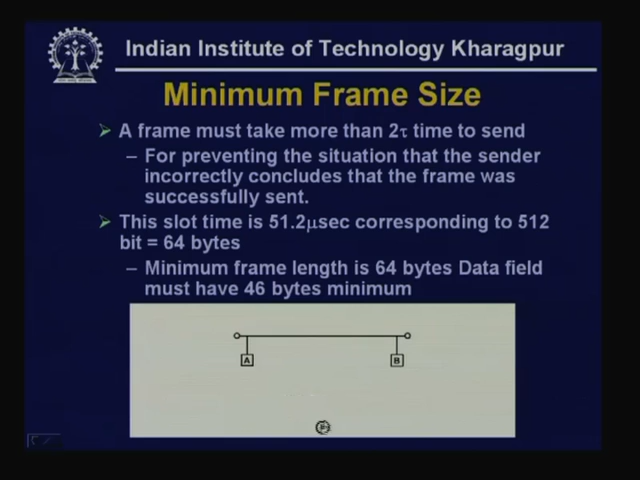 Indian Institute of Technology Kharagpur
Minimum Frame Size
A frame must take more than 2τ time to send
– For preventing the situation that the sender
incorrectly concludes that the frame was
successfully sent.
This slot time is 51.2μsec corresponding to 512
bit = 64 bytes
– Minimum frame length is 64 bytes Data field
must have 46 bytes minimum
A
B